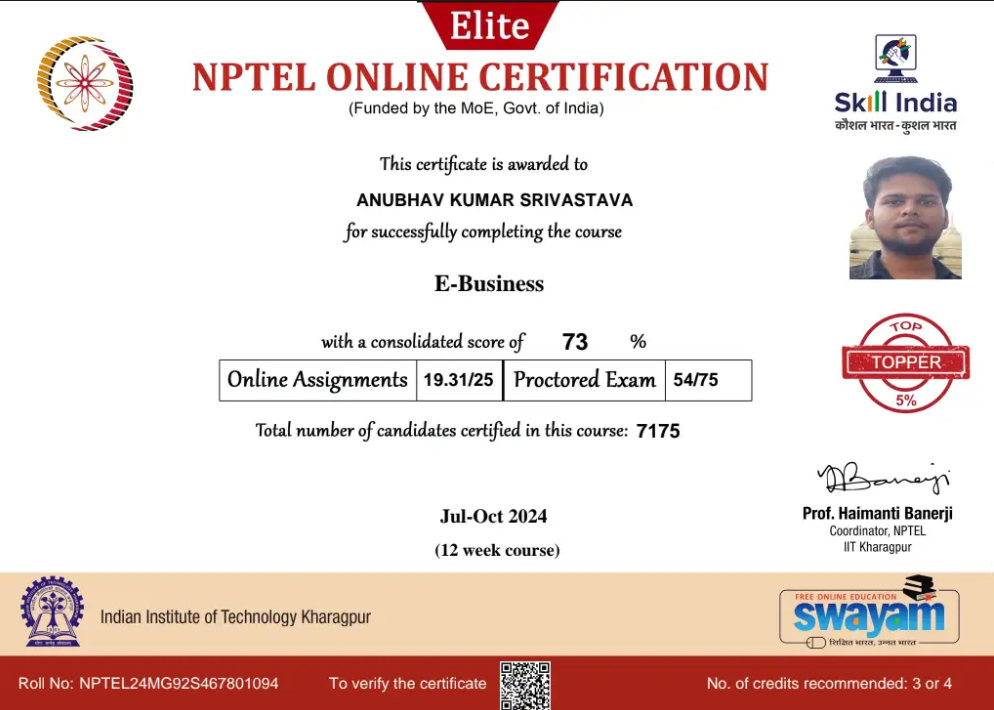 Elite
NPTEL ONLINE CERTIFICATION
(Funded by the MoE, Govt. of India)
Skill India
कौशल भारत - कुशल भारत
This certificate is awarded to
ANUBHAV KUMAR SRIVASTAVA
for successfully completing the course
E-Business
with a consolidated score of 73 %
Online Assignments 19.31/25 Proctored Exam 54/75
TOP
TOPPER
5%
Total number of candidates certified in this course: 7175
Banerji
Prof. Haimanti Banerji
Coordinator, NPTEL
IIT Kharagpur
Jul-Oct 2024
(12 week course)
Indian Institute of Technology Kharagpur
FREE ONLINE EDUCATION
swayam
शिक्षित भारत, उन्नत भारत
Roll No: NPTEL24MG92S467801094 To verify the certificate No. of credits recommended: 3 or 4